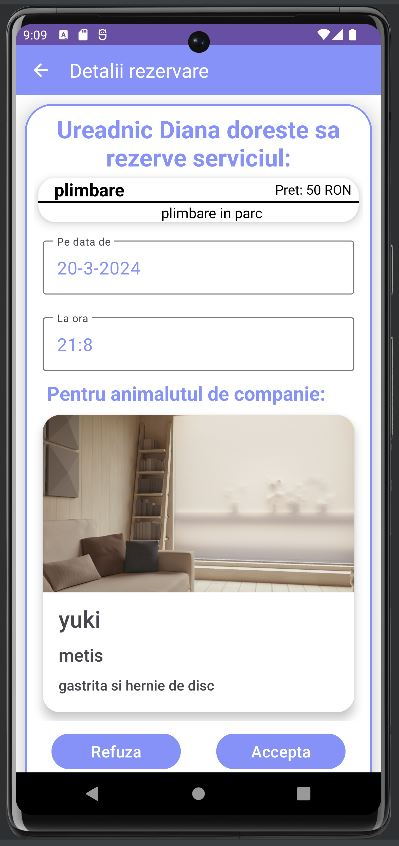 9:09
Detalii rezervare
Ureadnic Diana doreste sa
rezerve serviciul:
plimbare Pret: 50 RON
plimbare in parc
Pe data de
20-3-2024
La ora
21:8
Pentru animalutul de companie:
yuki
metis
gastrita si hernie de disc
Refuza Accepta